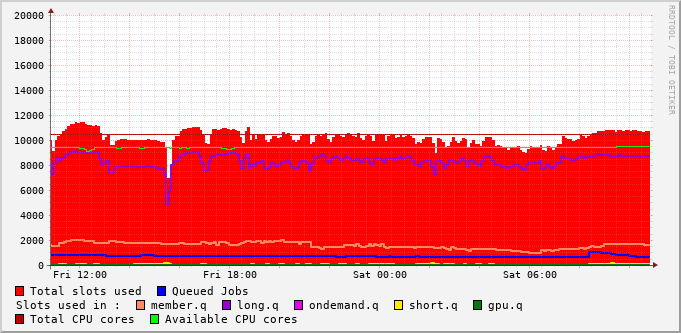 RRDTOOL / TOBI OETIKER
20000
18000
16000
14000
12000
10000
8000
6000
4000
2000
0
Fri 12:00 Fri 18:00 Sat 00:00 Sat 06:00
Total slots used Queued Jobs
Slots used in : member.q long.q ondemand.q short.q gpu.q
Total CPU cores Available CPU cores